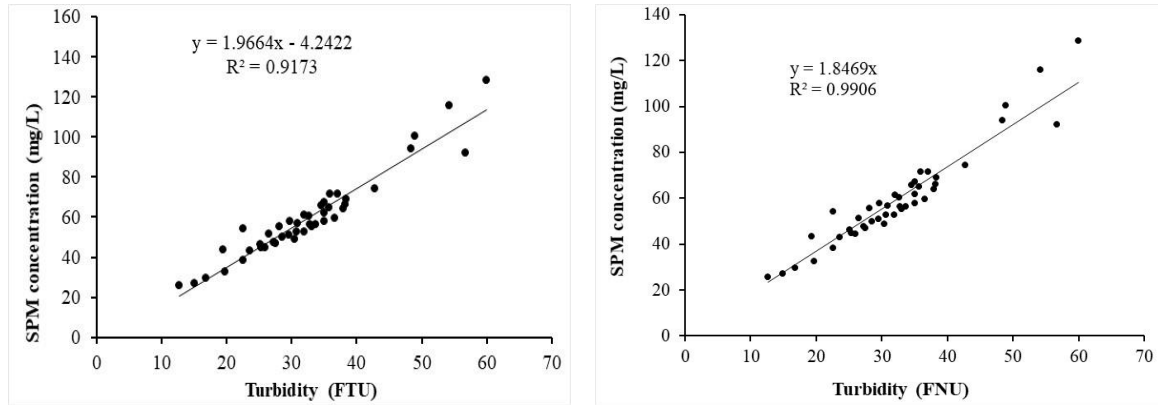 160
140
120
100
80
60
40
20
0
SPM concentration (mg/L)
y = 1.9664x - 4.2422
R² = 0.9173
0 10 20 30 40 50 60 70
Turbidity (FTU)
140
120
100
80
60
40
20
0
SPM concentration (mg/L)
y = 1.8469x
R² = 0.9906
0 10 20 30 40 50 60 70
Turbidity (FNU)